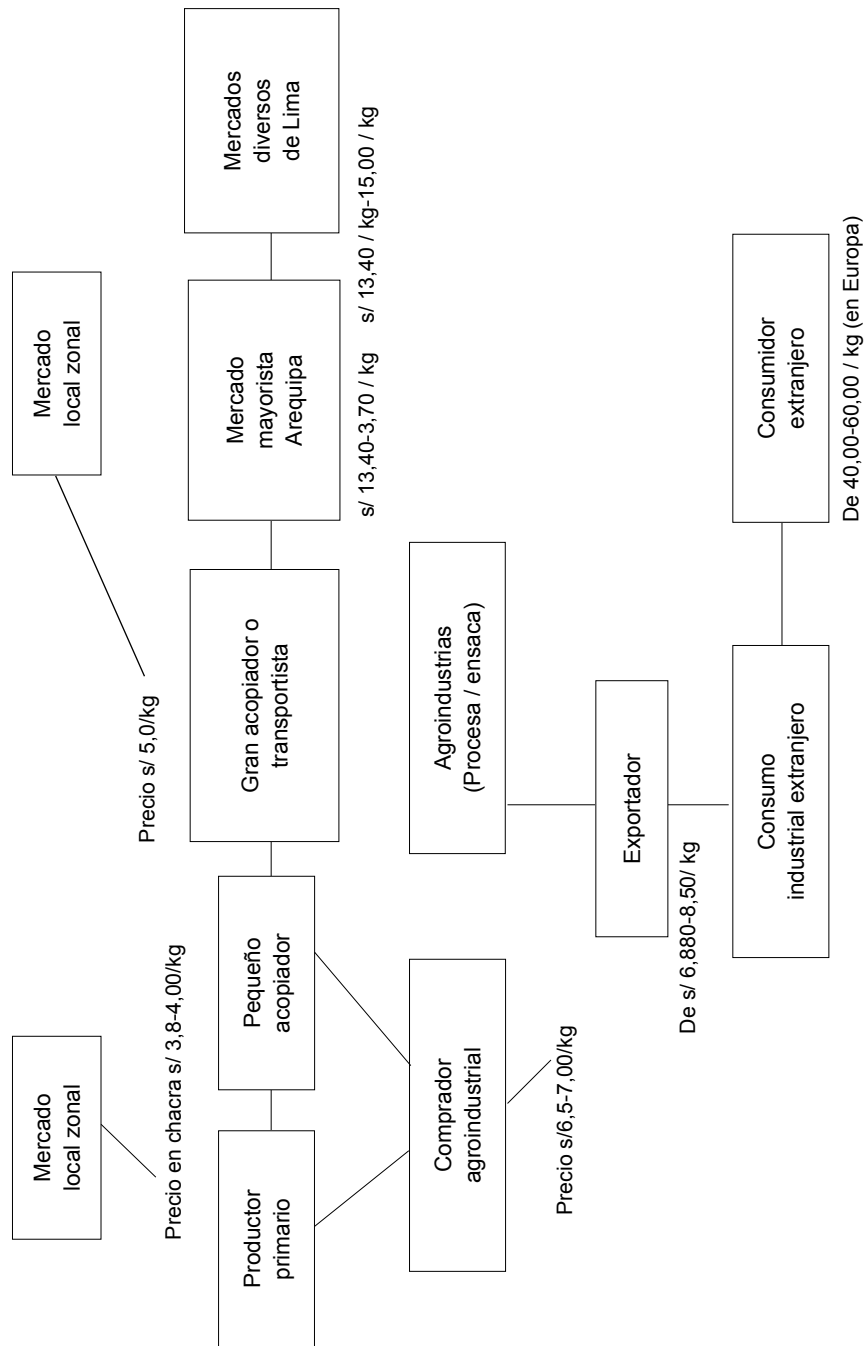 Mercado
local zonal
Mercado
local zonal
Precio en chacra s/ 3,8-4,00/kg
Precio s/ 5,0/kg
Productor
primario
Pequeño
acopiador
Gran acopiador o
transportista
Mercado
mayorista
Arequipa
Mercados
diversos
de Lima
s/ 13,40-3,70 / kg
s/ 13,40 / kg-15,00 / kg
Comprador
agroindustrial
Agroindustrias
(Procesa / ensaca)
Precio s/6,5-7,00/kg
Exportador
De s/ 6,880-8,50/ kg
Consumo
industrial extranjero
Consumidor
extranjero
De 40,00-60,00 / kg (en Europa)